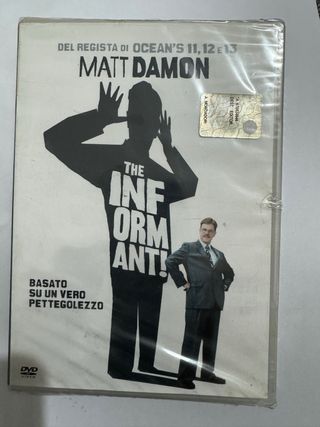 DEL REGISTA DI OCEAN'S 11, 12 E 13
MATT DAMON
THE
INF
ORM
ANT!
BASATO
SU UN VERO
PETTEGOLEZZO
DVD
VIDEO